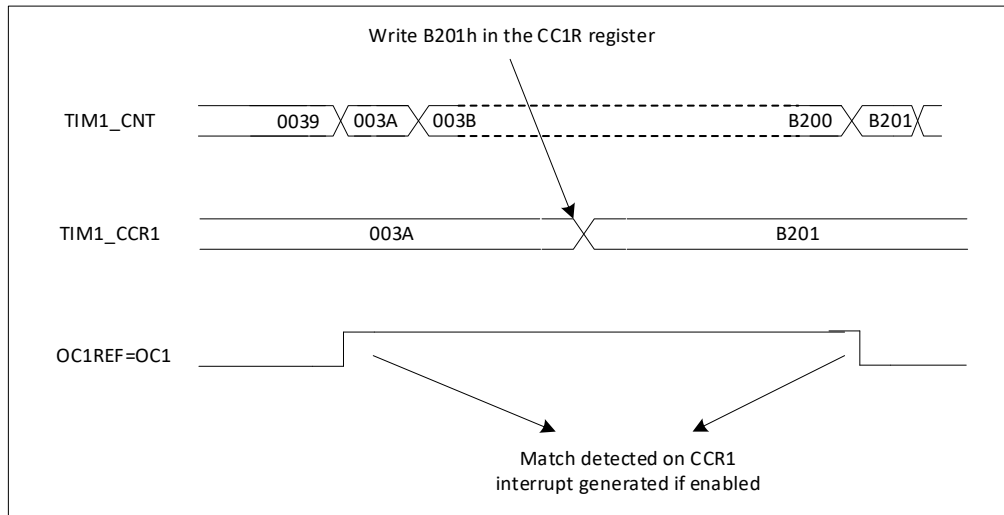 Write B201h in the CC1R register
TIM1_CNT 0039 003A 003B B200 B201
TIM1_CCR1 003A B201
OC1REF=OC1
Match detected on CCR1
interrupt generated if enabled